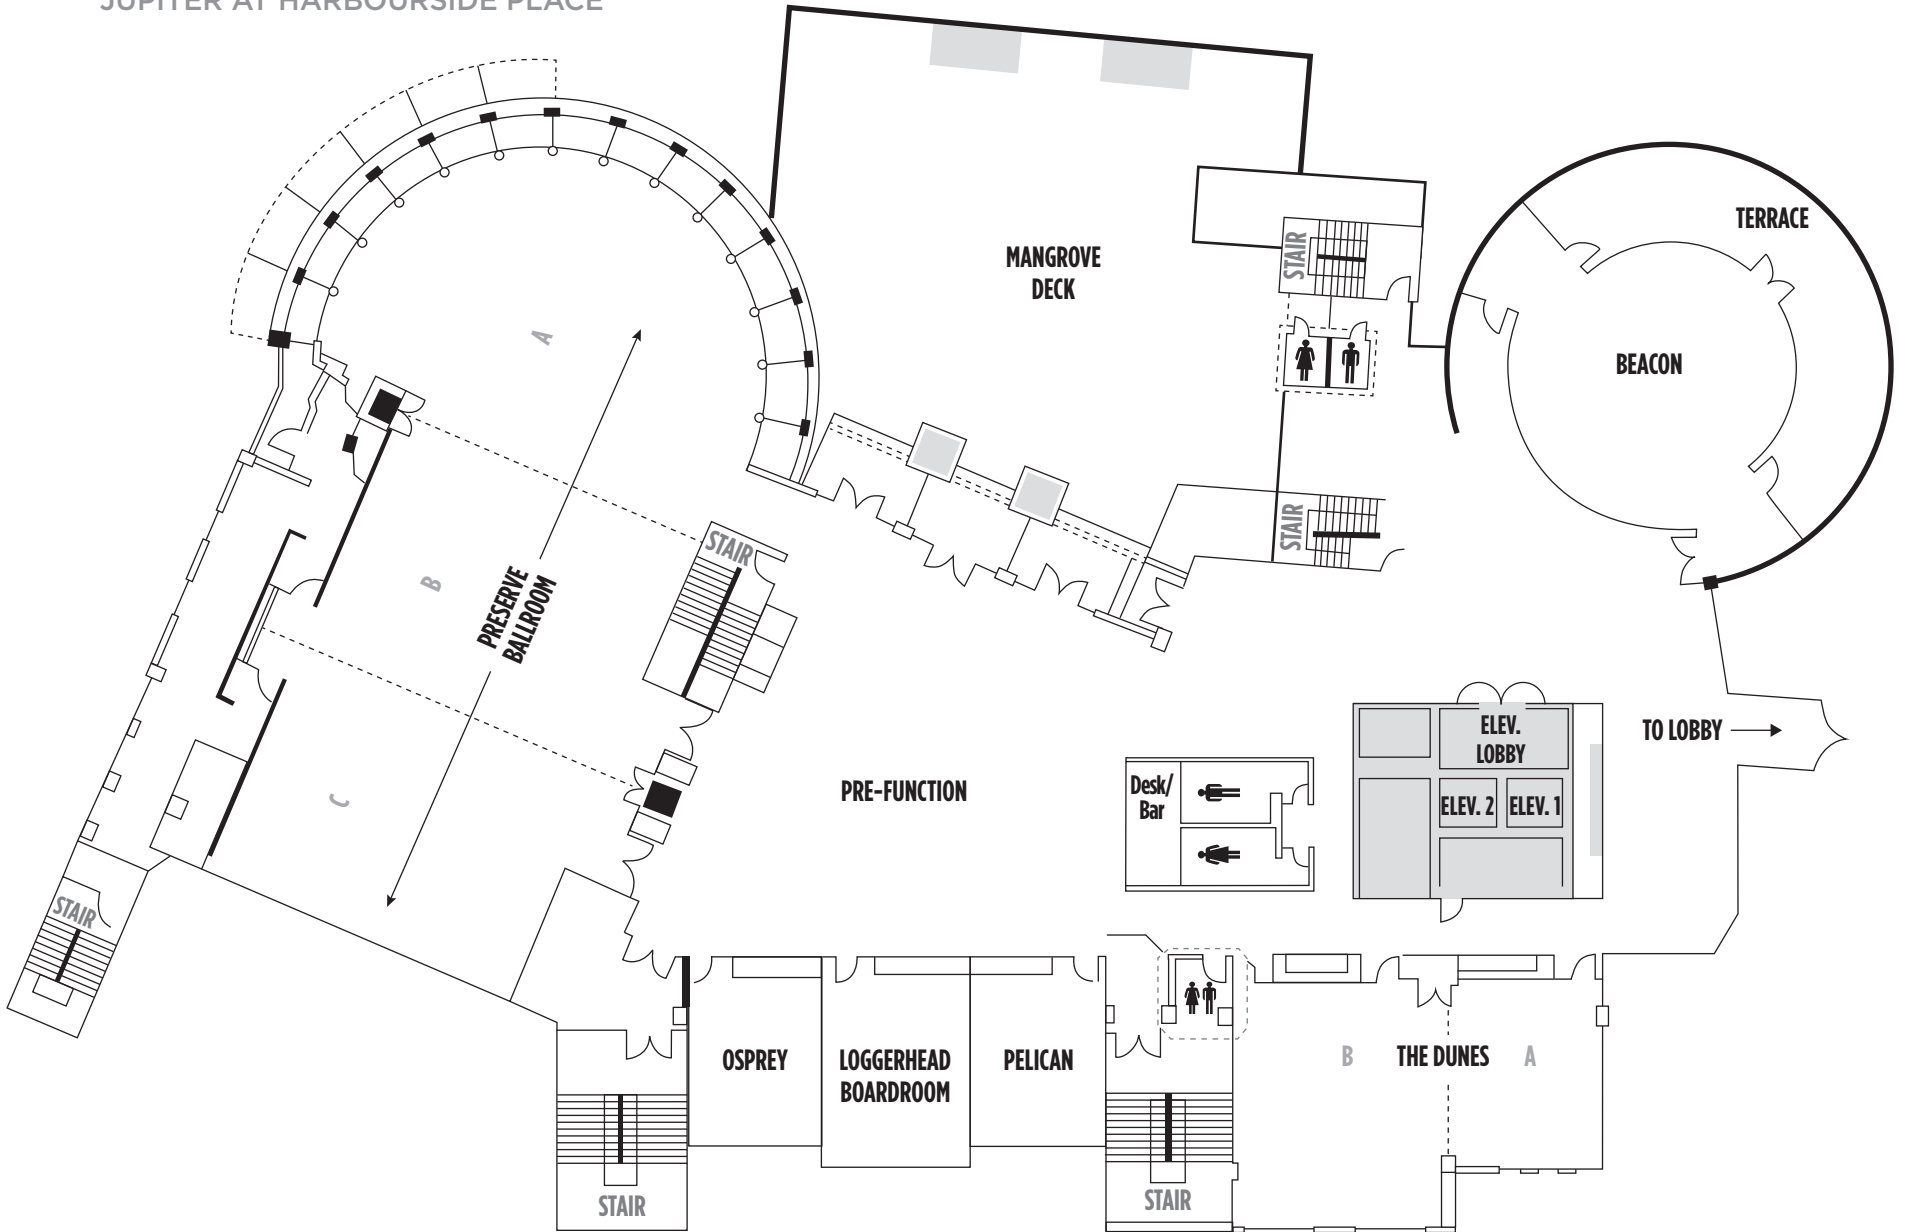 JUPITER AT HARBOURSIDE PLACE
TERRACE
MANGROVE
DECK
STAIR
BEACON
A
STAIR
STAIR
B
PRESERVE
BALLROOM
ELEV.
LOBBY
TO LOBBY
PRE-FUNCTION
Desk/
Bar
ELEV. 2
ELEV. 1
C
STAIR
OSPREY
LOGGERHEAD
BOARDROOM
PELICAN
B
THE DUNES
A
STAIR
STAIR